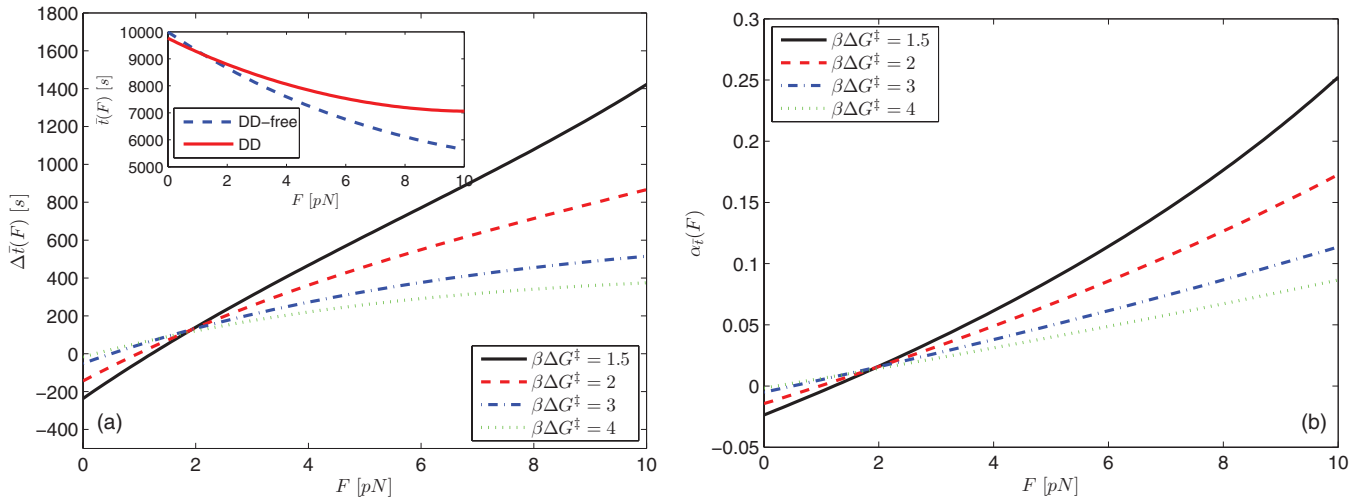 1800
1600
1400
1200
1000
800
600
400
200
0
−200
−400
Δt̄(F) [s]
0 2 4 6 8 10
F [pN]
(a)
10000
9000
8000
7000
6000
5000
t̄(F) [s]
0 2 4 6 8 10
F [pN]
DD−free
DD
βΔG‡ = 1.5
βΔG‡ = 2
βΔG‡ = 3
βΔG‡ = 4
0.3
0.25
0.2
0.15
0.1
0.05
0
−0.05
αt̄(F)
0 2 4 6 8 10
F [pN]
(b)
βΔG‡ = 1.5
βΔG‡ = 2
βΔG‡ = 3
βΔG‡ = 4